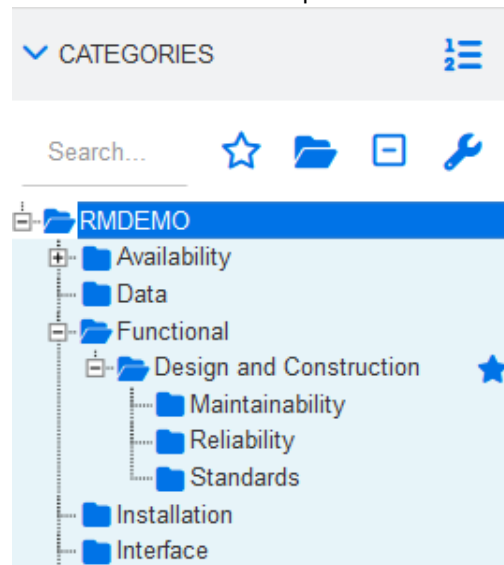 CATEGORIES
Search...
RMDEMO
Availability
Data
Functional
Design and Construction
Maintainability
Reliability
Standards
Installation
Interface